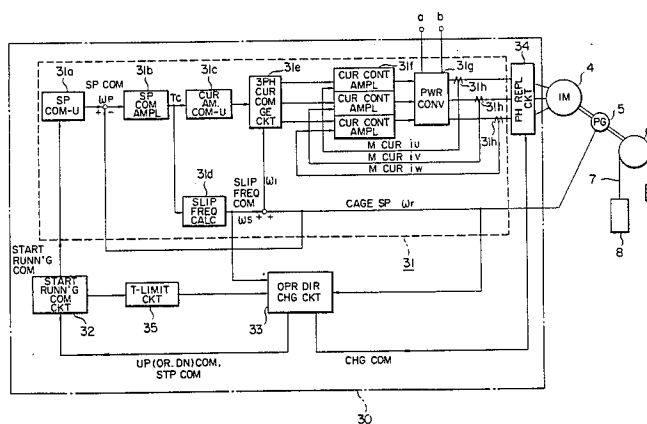 a
b
31a
SP COM-U
SP COM
ωP
+ -
31b
SP COM AMPL
TC
31c
CUR AM. COM-U
31e
3PH CUR COM GE CKT
31f
CUR CONT AMPL
CUR CONT AMPL
CUR CONT AMPL
31g
PWR CONV
31h
31h
31h
34
PH REPL CKT
4
IM
5
PG
7
8
M CUR iu
M CUR iv
M CUR iw
31d
SLIP FREQ CALC
SLIP FREQ COM
ωs
+ +
ωI
CAGE SP ωr
31
START RUNN'G COM
START RUNN'G COM CKT
32
T-LIMIT CKT
35
OPR DIR CHG CKT
33
UP(OR. DN) COM,
STP COM
CHG COM
30